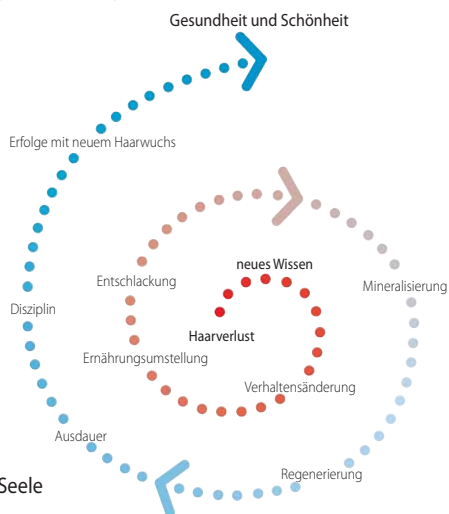 Gesundheit und Schönheit
Erfolge mit neuem Haarwuchs
neues Wissen
Entschlackung
Mineralisierung
Disziplin
Haarverlust
Ernährungsumstellung
Verhaltensänderung
Ausdauer
Regenerierung
Seele